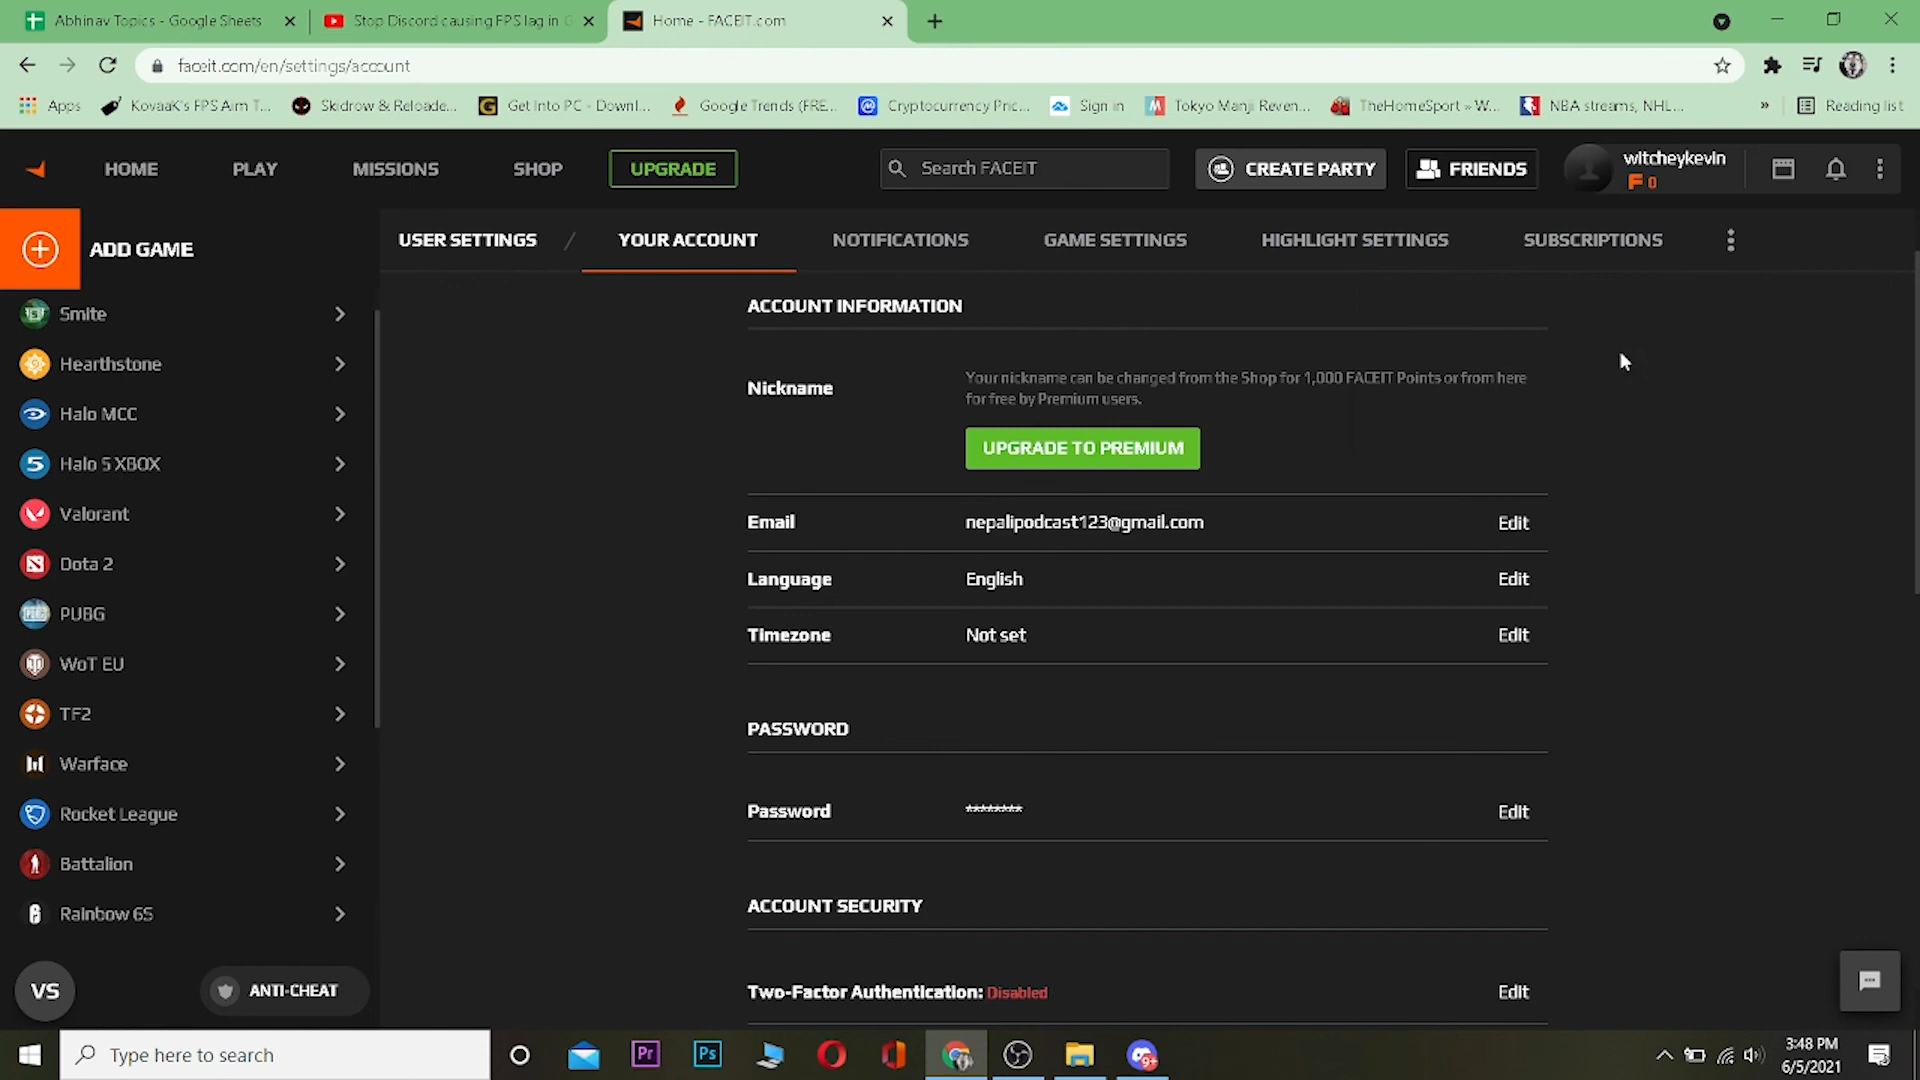 Abhinav Topics - Google Sheets
Stop Discord causing FPS lag in G
Home - FACEIT.com
faceit.com/en/settings/account
Apps
KovaaK's FPS Aim T...
Skidrow & Reloade...
Get Into PC - Downl...
Google Trends (FRE...
Cryptocurrency Pric...
Sign in
Tokyo Manji Reven...
TheHomeSport » W...
NBA streams, NHL...
»
Reading list
HOME
PLAY
MISSIONS
SHOP
UPGRADE
Search FACEIT
CREATE PARTY
FRIENDS
witcheykevin
0
ADD GAME
USER SETTINGS
/
YOUR ACCOUNT
NOTIFICATIONS
GAME SETTINGS
HIGHLIGHT SETTINGS
SUBSCRIPTIONS
Smite
Hearthstone
Halo MCC
Halo 5 XBOX
Valorant
Dota 2
PUBG
WoT EU
TF2
Warface
Rocket League
Battalion
Rainbow 6S
VS
ANTI-CHEAT
ACCOUNT INFORMATION
Nickname
Your nickname can be changed from the Shop for 1,000 FACEIT Points or from here
for free by Premium users.
UPGRADE TO PREMIUM
Email
nepalipodcast123@gmail.com
Edit
Language
English
Edit
Timezone
Not set
Edit
PASSWORD
Password
********
Edit
ACCOUNT SECURITY
Two-Factor Authentication: Disabled
Edit
Type here to search
Pr
Ps
9+
3:48 PM
6/5/2021